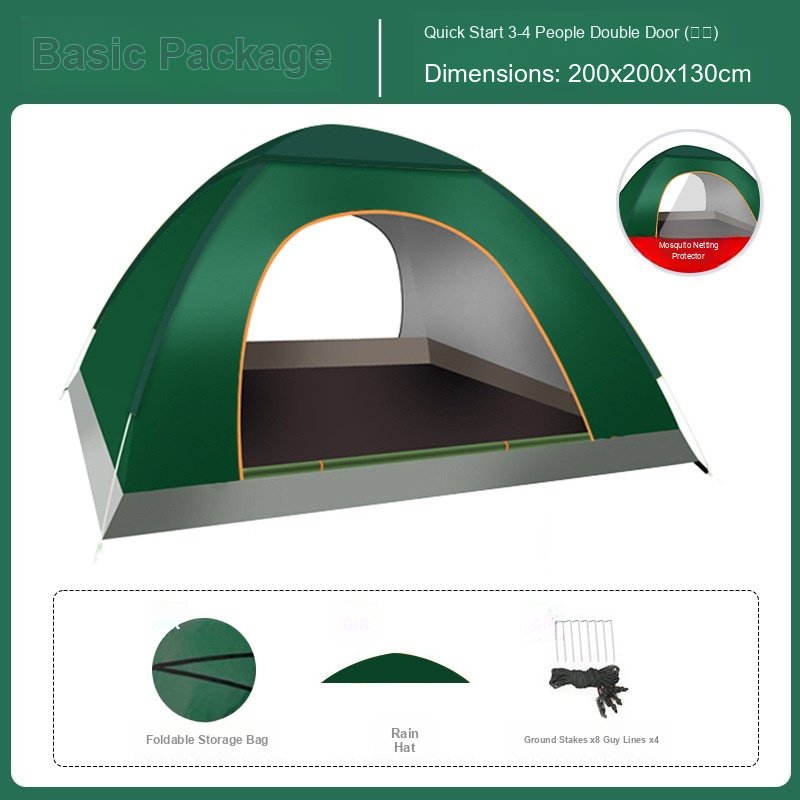 Basic Package
Quick Start 3-4 People Double Door (□□)
Dimensions: 200x200x130cm
Mosquito Netting
Protector
Gift
Foldable Storage Bag
Rain
Hat
Ground Stakes x8 Guy Lines x4